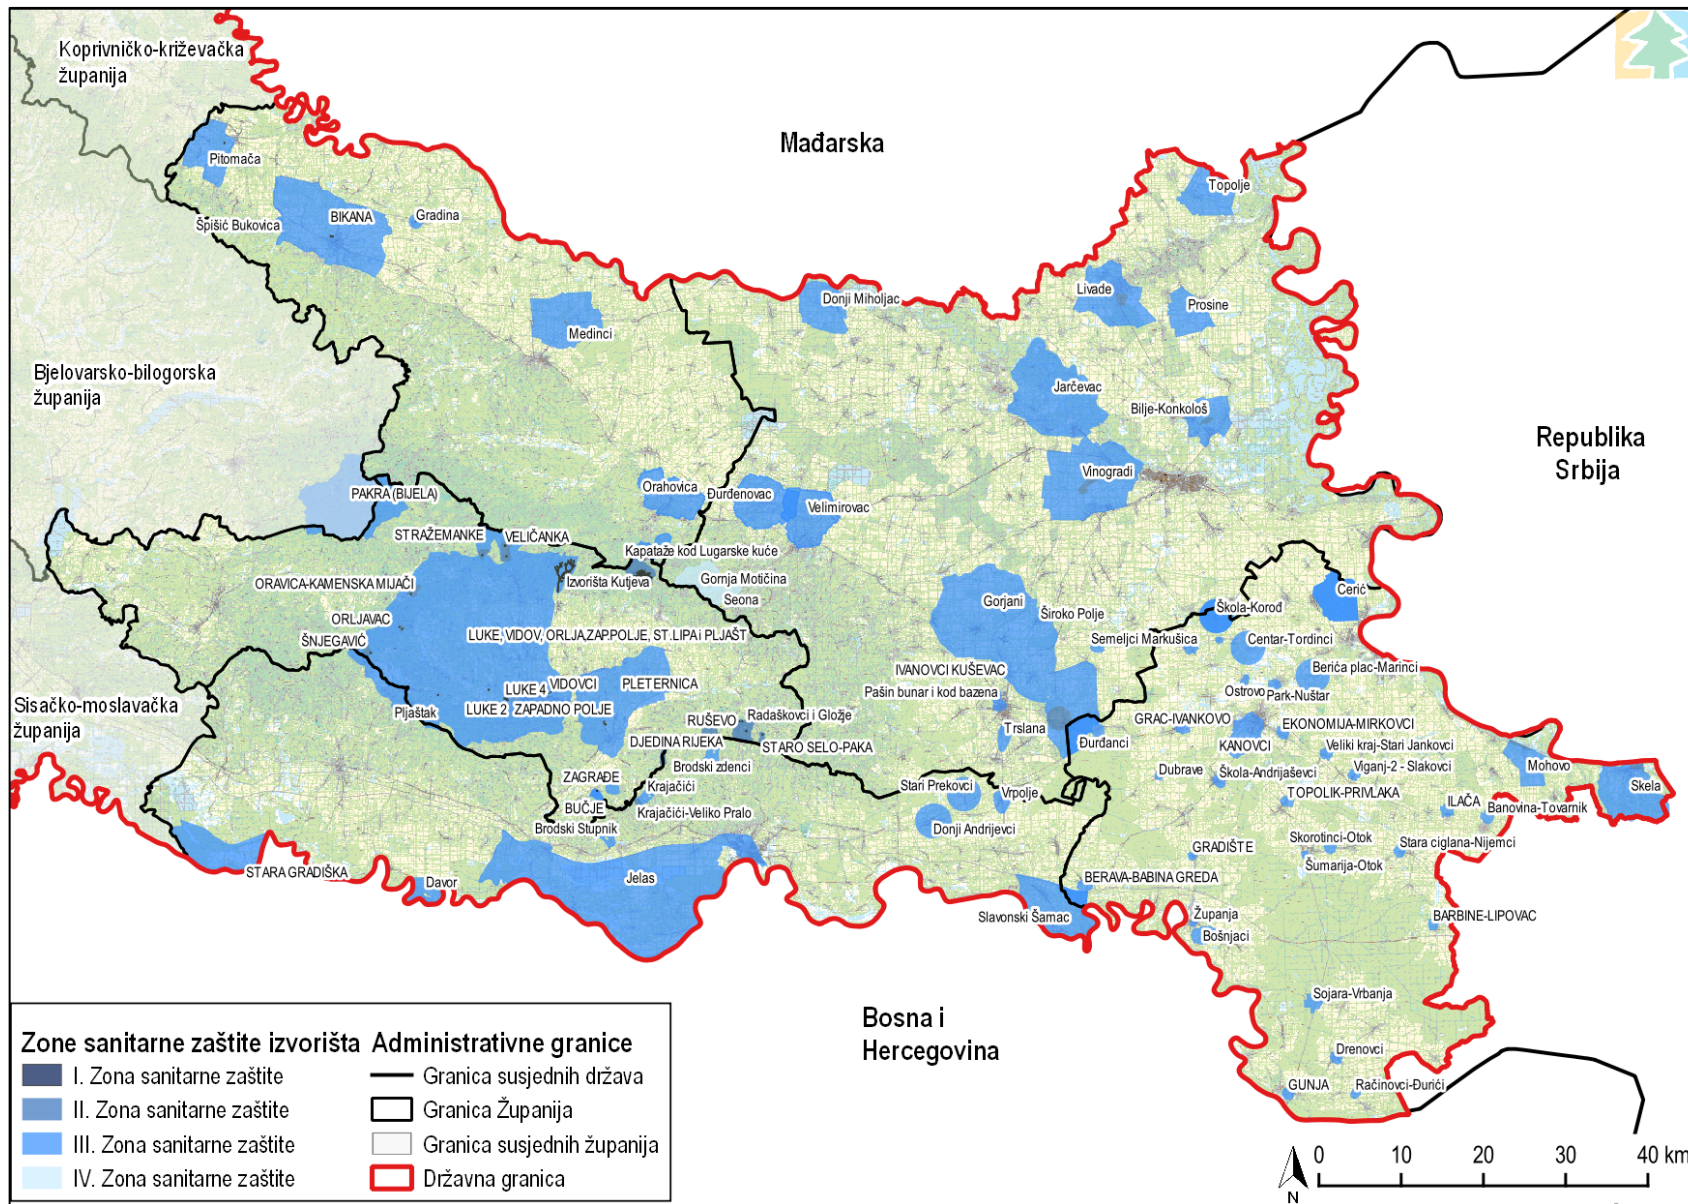 Koprivničko-križevačka
županija
Mađarska
Pitomača
Topolje
Špišić Bukovica
BIKANA
Gradina
Livade
Prosine
Donji Miholjac
Medinci
Bjelovarsko-bilogorska
županija
Jarčevac
Bilje-Konkološ
Republika
Srbija
Vinogradi
PAKRA (BIJELA)
Orahovica
Đurđenovac
Velimirovac
STRAŽEMANKE
VELIČANKA
Kapataže kod Lugarske kuće
Izvorišta Kutjeva
Gornja Motičina
Seona
ORAVICA-KAMENSKA MIJAČI
Gorjani
Široko Polje
Cerić
Škola-Korođ
ORLJAVAC
ŠNJEGAVIĆ
LUKE, VIDOV, ORLJA,ZAP.POLJE, ST.LIPA i PLJAŠT
Semeljci
Markušica
Centar-Tordinci
IVANOVCI KUŠEVAC
Berića plac-Marinci
Pašin bunar i kod bazena
Ostrovo
Park-Nuštar
LUKE 4
VIDOVCI
PLETERNICA
Sisačko-moslavačka
županija
Pljaštak
LUKE 2
ZAPADNO POLJE
RUŠEVO
Radaškovci i Gložje
Trslana
GRAC-IVANKOVO
EKONOMIJA-MIRKOVCI
DJEDINA RIJEKA
STARO SELO-PAKA
Đurđanci
KANOVCI
Veliki kraj-Stari Jankovci
Brodski zdenci
Dubrave
Škola-Andrijaševci
Viganj-2 - Slakovci
Mohovo
Skela
ZAGRAĐE
Krajačići
Stari Prekovci
Vrpolje
TOPOLIK-PRIVLAKA
ILAČA
Banovina-Tovarnik
BUČJE
Krajačići-Veliko Pralo
Brodski Stupnik
Donji Andrijevci
Skorotinci-Otok
Stara ciglana-Nijemci
GRADIŠTE
Šumarija-Otok
STARA GRADIŠKA
Davor
Jelas
BERAVA-BABINA GREDA
Slavonski Šamac
Županja
Bošnjaci
BARBINE-LIPOVAC
Sojara-Vrbanja
Bosna i
Hercegovina
Drenovci
GUNJA
Račinovci-Đurići
Zone sanitarne zaštite izvorišta
I. Zona sanitarne zaštite
II. Zona sanitarne zaštite
III. Zona sanitarne zaštite
IV. Zona sanitarne zaštite
Administrativne granice
Granica susjednih država
Granica Županija
Granica susjednih županija
Državna granica
N
0 10 20 30 40 km